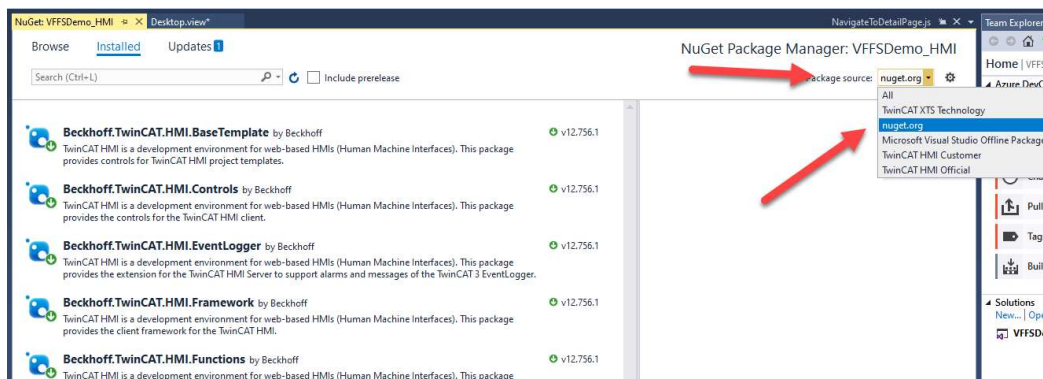 NuGet: VFFSDemo_HMI
Desktop.view*
NavigateToDetailPage.js
Team Explorer
Browse
Installed
Updates 1
NuGet Package Manager: VFFSDemo_HMI
Home | VFFS
Search (Ctrl+L)
Include prerelease
Package source: nuget.org
Azure DevO
All
TwinCAT XTS Technology
nuget.org
Microsoft Visual Studio Offline Package
TwinCAT HMI Customer
TwinCAT HMI Official
Beckhoff.TwinCAT.HMI.BaseTemplate by Beckhoff
v12.756.1
TwinCAT HMI is a development environment for web-based HMIs (Human Machine Interfaces). This package
provides controls for TwinCAT HMI project templates.
Beckhoff.TwinCAT.HMI.Controls by Beckhoff
v12.756.1
TwinCAT HMI is a development environment for web-based HMIs (Human Machine Interfaces). This package
provides the controls for the TwinCAT HMI client.
Pull
Tag
Beckhoff.TwinCAT.HMI.EventLogger by Beckhoff
v12.756.1
TwinCAT HMI is a development environment for web-based HMIs (Human Machine Interfaces). This package
provides the extension for the TwinCAT HMI Server to support alarms and messages of the TwinCAT 3 EventLogger.
Buil
Beckhoff.TwinCAT.HMI.Framework by Beckhoff
v12.756.1
TwinCAT HMI is a development environment for web-based HMIs (Human Machine Interfaces). This package
provides the client framework for the TwinCAT HMI.
Solutions
New... | Ope
VFFSDe
Beckhoff.TwinCAT.HMI.Functions by Beckhoff
v12.756.1
TwinCAT HMI is a development environment for web-based HMIs (Human Machine Interfaces). This package